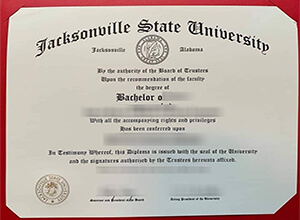 Jacksonville State University
Jacksonville Alabama
By the authority of the Board of Trustees
Upon the recommendation of the faculty
the degree of
Bachelor o
With all the accompanying rights and privileges
Has been conferred upon
In Testimony Whereof, this Diploma is issued with the seal of the University
and the signatures authorized by the Trustees hereunto affixed.